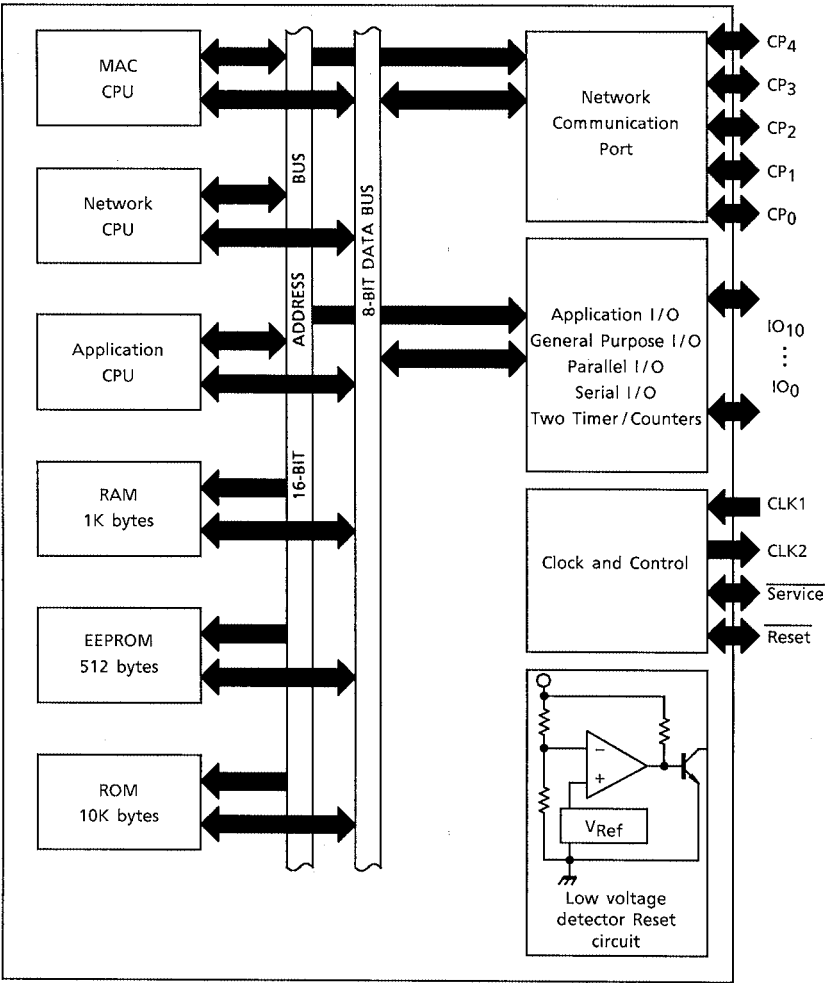 MAC
CPU
Network
CPU
Application
CPU
RAM
1K bytes
EEPROM
512 bytes
ROM
10K bytes
16-BIT ADDRESS BUS
8-BIT DATA BUS
Network
Communication
Port
CP4
CP3
CP2
CP1
CP0
Application I/O
General Purpose I/O
Parallel I/O
Serial I/O
Two Timer/Counters
IO10
⋮
IO0
Clock and Control
CLK1
CLK2
Service
Reset
−
+
VRef
Low voltage
detector Reset
circuit